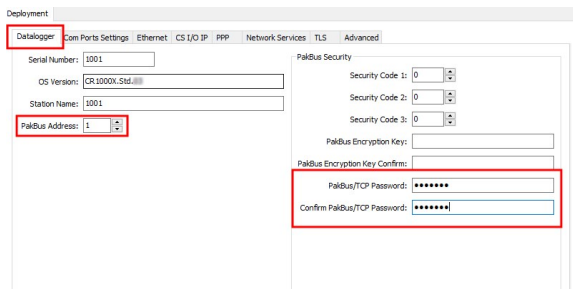 Deployment
Datalogger Com Ports Settings Ethernet CS I/O IP PPP Network Services TLS Advanced
Serial Number: 1001
OS Version: CR1000X.Std.
Station Name: 1001
PakBus Address: 1
PakBus Security
Security Code 1: 0
Security Code 2: 0
Security Code 3: 0
PakBus Encryption Key:
PakBus Encryption Key Confirm:
PakBus/TCP Password: •••••••
Confirm PakBus/TCP Password: •••••••